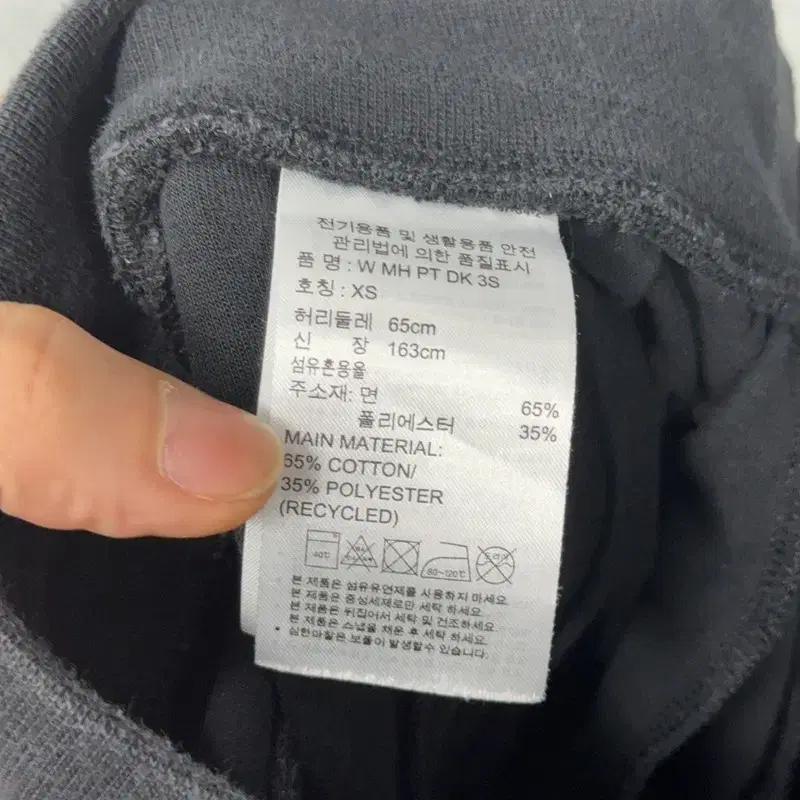 전기용품 및 생활용품 안전
관리법에 의한 품질표시
품 명 : W MH PT DK 3S
호칭 : XS
허리둘레 65cm
신 장 163cm
섬유혼용율
주소재: 면 65%
폴리에스터 35%
MAIN MATERIAL:
65% COTTON/
35% POLYESTER
(RECYCLED)
40℃ 80~120℃ 드라이
본 제품은 섬유유연제를 사용하지 마세요.
본 제품은 중성세제로만 세탁 하세요.
본 제품은 뒤집어서 세탁 및 건조하세요.
본 제품은 스냅을 채운 후 세탁 하세요.
• 심한마찰은 보풀이 발생할수 있습니다.